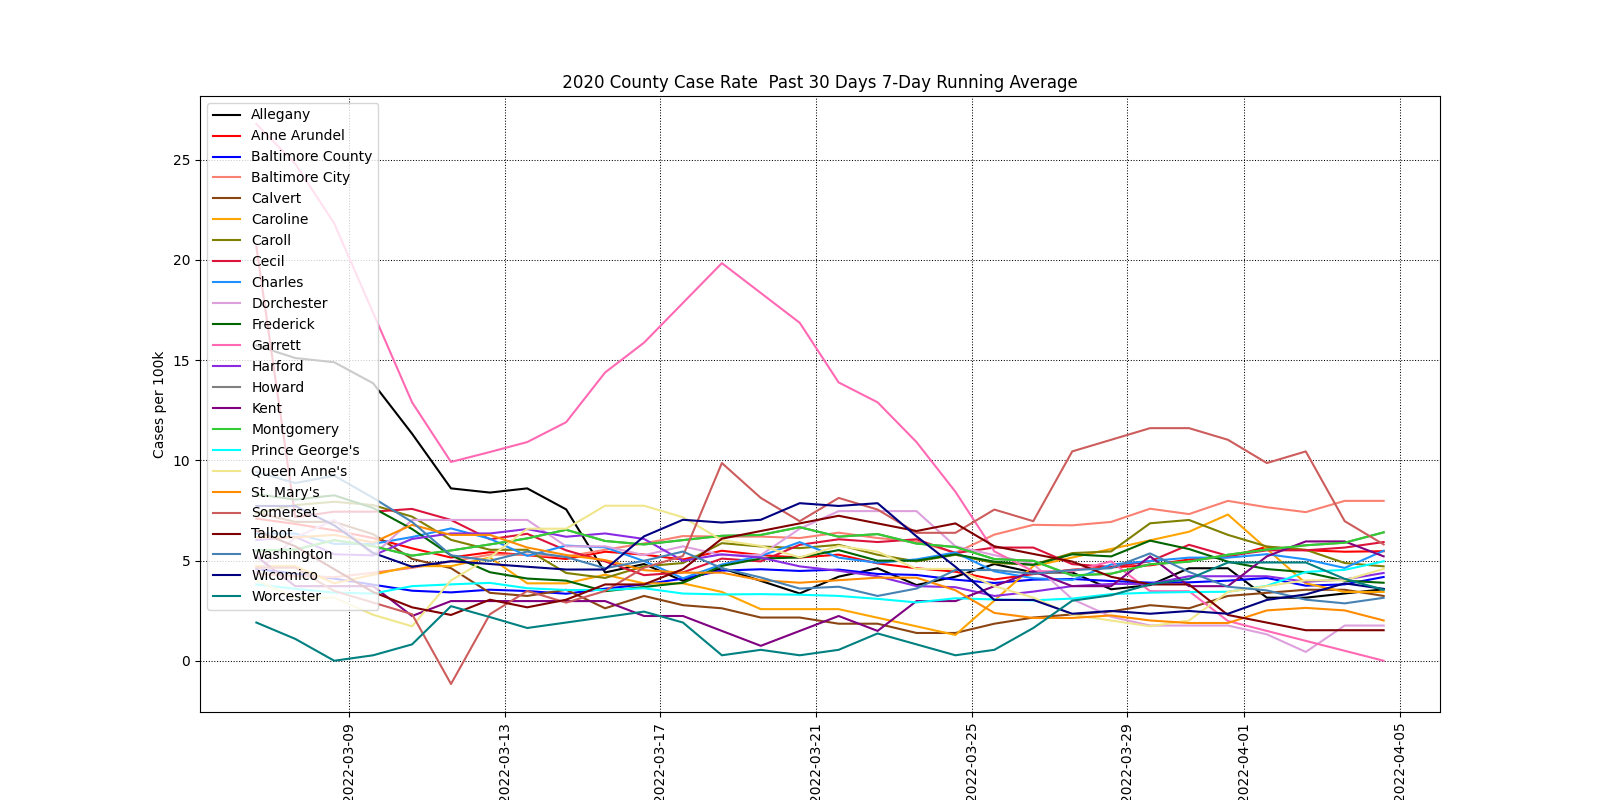 2020 County Case Rate  Past 30 Days 7-Day Running Average
Cases per 100k
25
20
15
10
5
0
Allegany
Anne Arundel
Baltimore County
Baltimore City
Calvert
Caroline
Caroll
Cecil
Charles
Dorchester
Frederick
Garrett
Harford
Howard
Kent
Montgomery
Prince George's
Queen Anne's
St. Mary's
Somerset
Talbot
Washington
Wicomico
Worcester
2022-03-09
2022-03-13
2022-03-17
2022-03-21
2022-03-25
2022-03-29
2022-04-01
2022-04-05